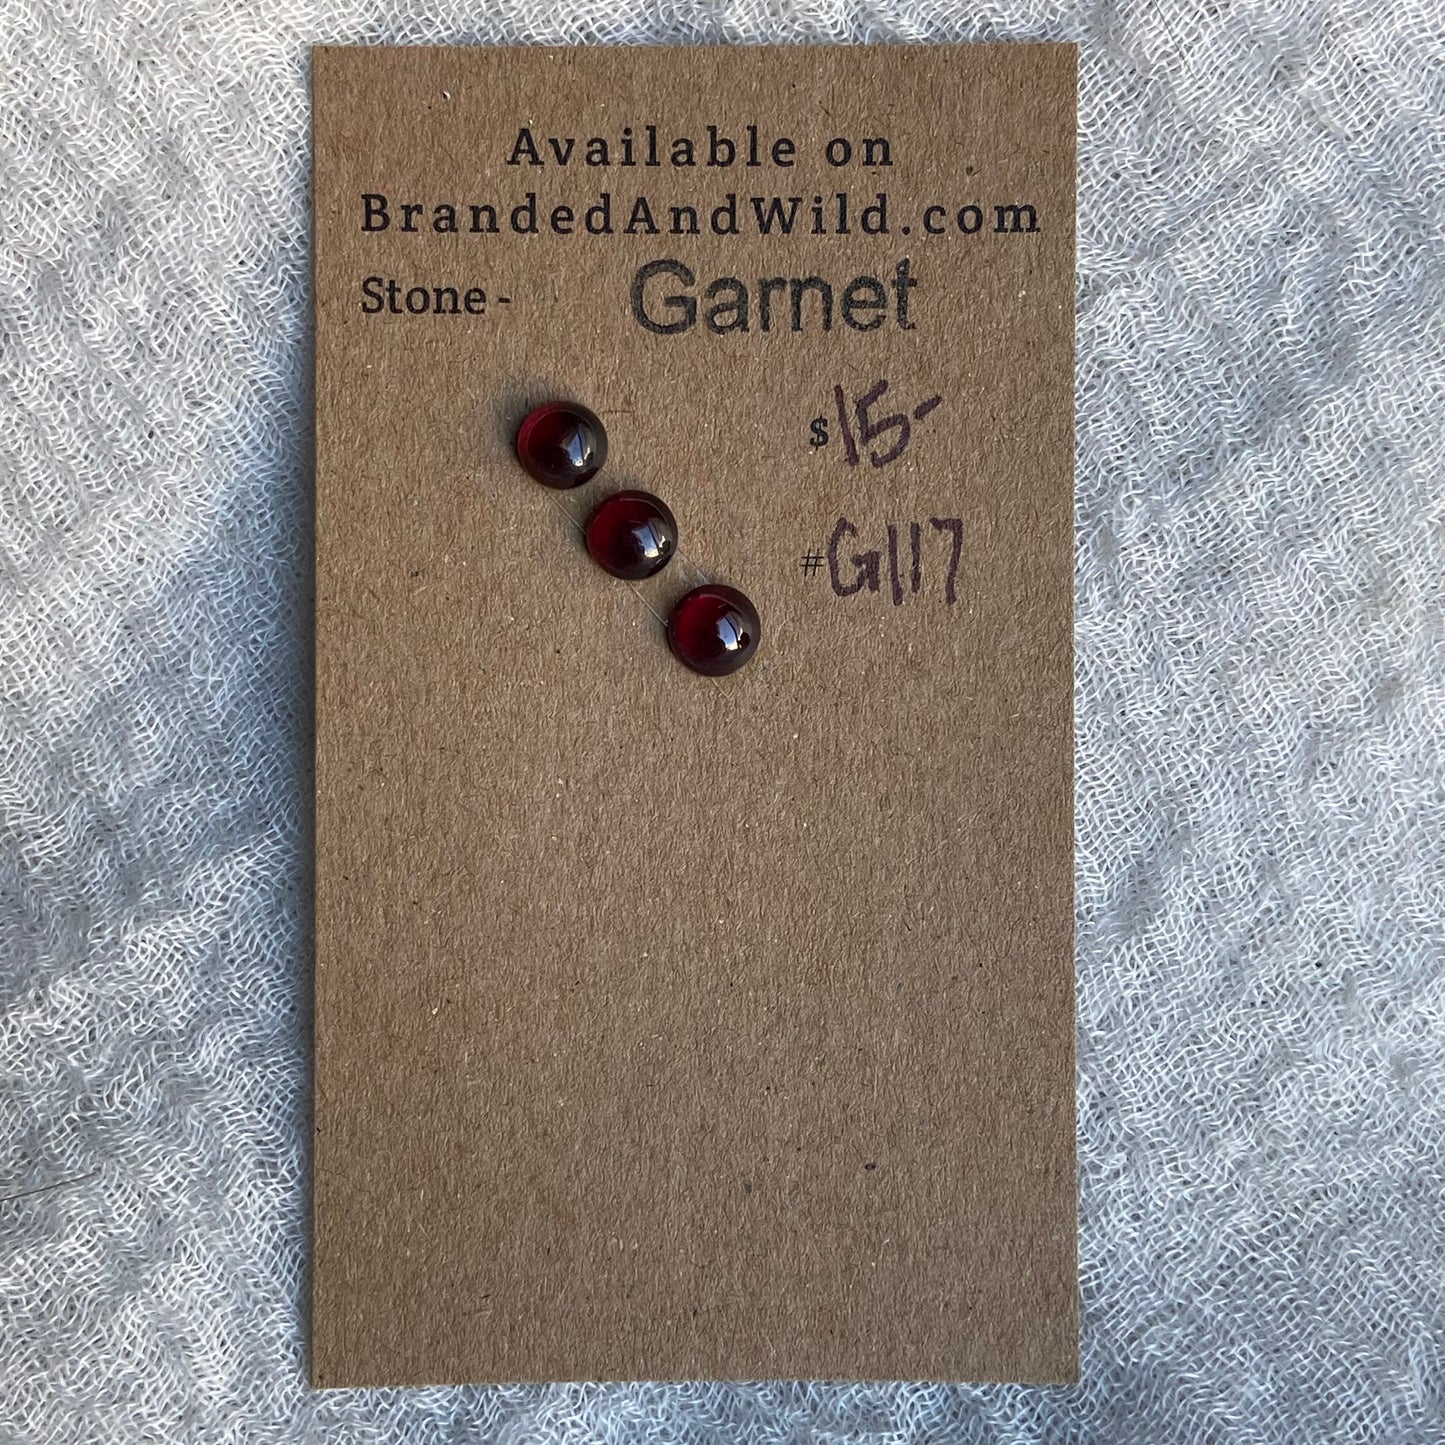 Available on
BrandedAndWild.com
Stone - Garnet
$15-
#G117